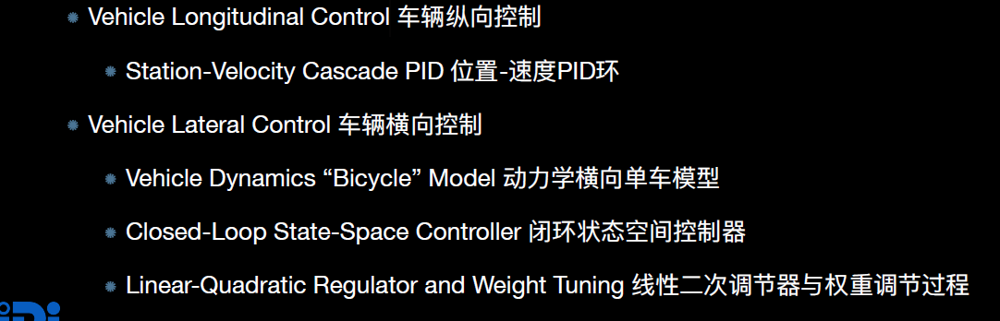 Vehicle Longitudinal Control 车辆纵向控制
Station-Velocity Cascade PID 位置-速度PID环
Vehicle Lateral Control 车辆横向控制
Vehicle Dynamics “Bicycle” Model 动力学横向单车模型
Closed-Loop State-Space Controller 闭环状态空间控制器
Linear-Quadratic Regulator and Weight Tuning 线性二次调节器与权重调节过程